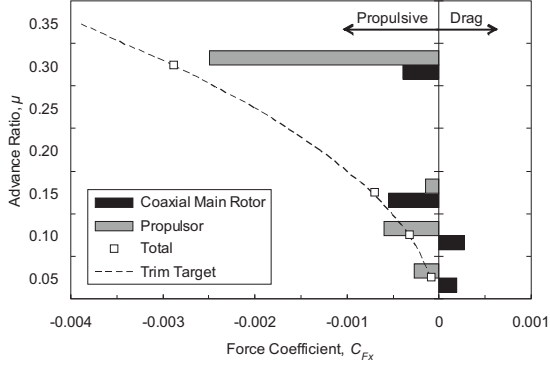 Propulsive Drag
0.35
0.30
0.25
0.20
0.15
0.10
0.05
Advance Ratio, μ
Coaxial Main Rotor
Propulsor
Total
Trim Target
-0.004 -0.003 -0.002 -0.001 0 0.001
Force Coefficient, C_Fx